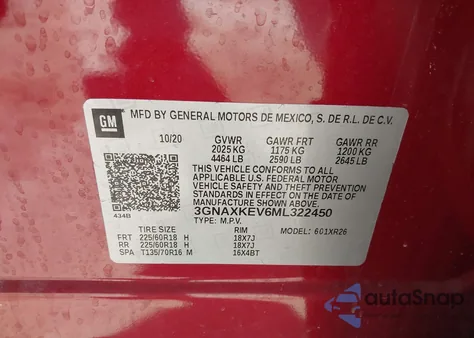 GM
MFD BY GENERAL MOTORS DE MEXICO, S. DE R.L. DE C.V.
10/20 GVWR GAWR FRT GAWR RR
2025 KG 1175 KG 1200 KG
4464 LB 2590 LB 2645 LB
THIS VEHICLE CONFORMS TO ALL
APPLICABLE U.S. FEDERAL MOTOR
VEHICLE SAFETY AND THEFT PREVENTION
STANDARDS IN EFFECT ON THE DATE
OF MANUFACTURE SHOWN ABOVE.
434B
3GNAXKEV6ML322450
TYPE: M.P.V. MODEL: 601XR26
TIRE SIZE RIM
FRT 225/60R18 H 18X7J
RR 225/60R18 H 18X7J
SPA T135/70R16 M 16X4BT
autoSnap